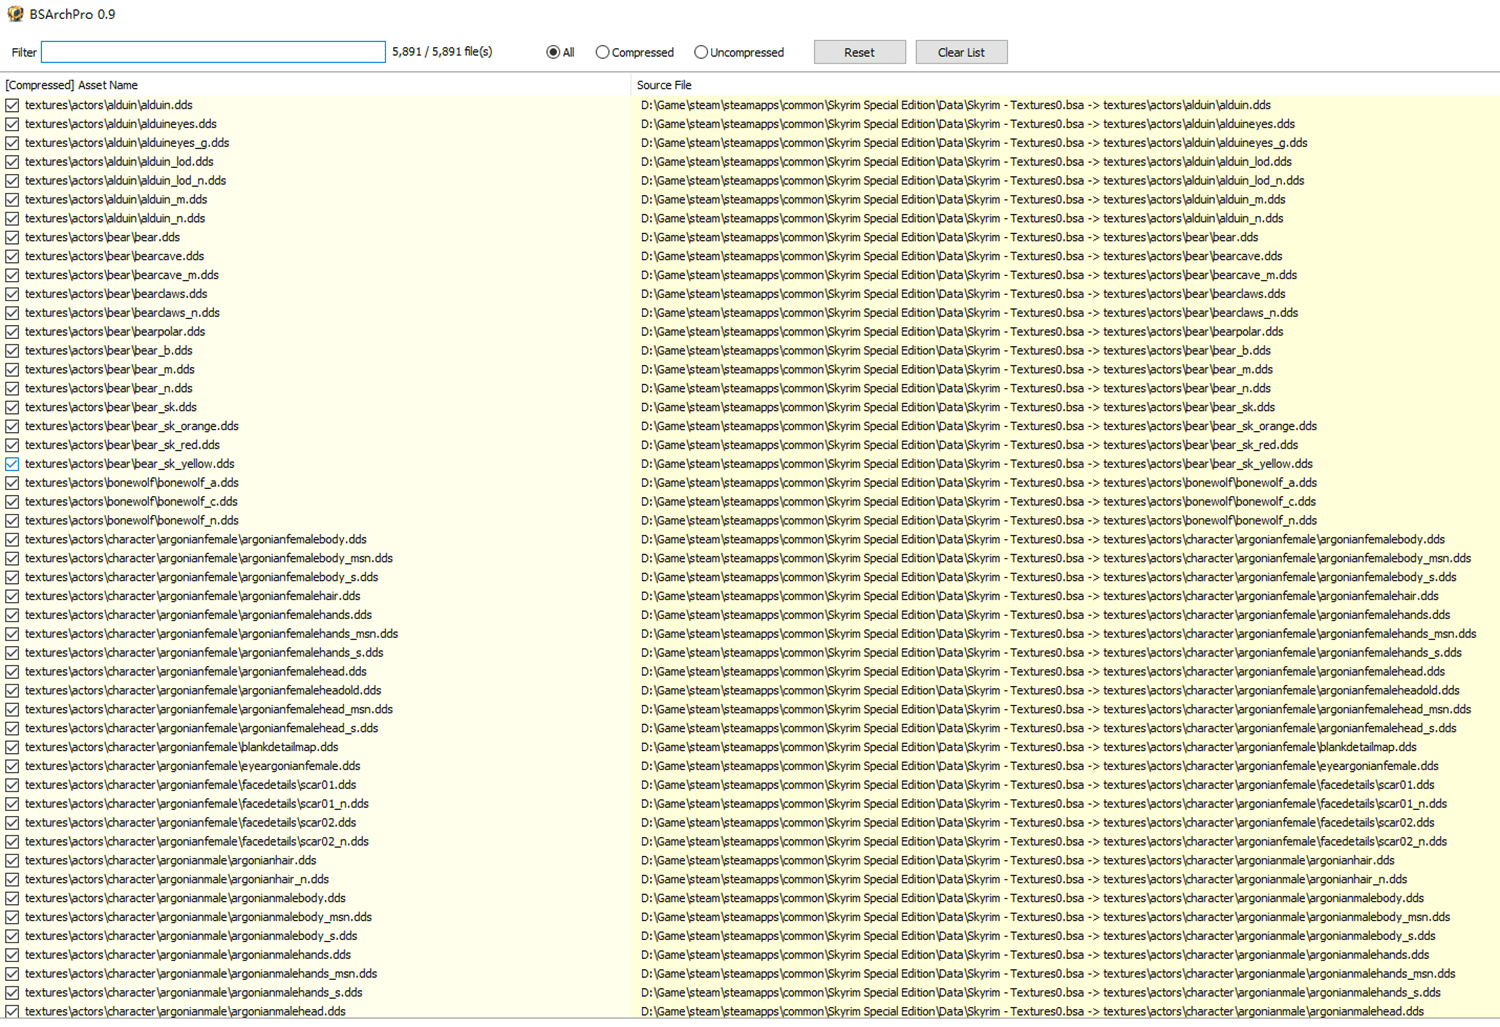 BSArchPro 0.9
Filter 5,891 / 5,891 file(s) All Compressed Uncompressed Reset Clear List
[Compressed] Asset Name Source File
textures\actors\alduin\alduin.dds D:\Game\steam\steamapps\common\Skyrim Special Edition\Data\Skyrim - Textures0.bsa -> textures\actors\alduin\alduin.dds
textures\actors\alduin\alduineyes.dds D:\Game\steam\steamapps\common\Skyrim Special Edition\Data\Skyrim - Textures0.bsa -> textures\actors\alduin\alduineyes.dds
textures\actors\alduin\alduineyes_g.dds D:\Game\steam\steamapps\common\Skyrim Special Edition\Data\Skyrim - Textures0.bsa -> textures\actors\alduin\alduineyes_g.dds
textures\actors\alduin\alduin_lod.dds D:\Game\steam\steamapps\common\Skyrim Special Edition\Data\Skyrim - Textures0.bsa -> textures\actors\alduin\alduin_lod.dds
textures\actors\alduin\alduin_lod_n.dds D:\Game\steam\steamapps\common\Skyrim Special Edition\Data\Skyrim - Textures0.bsa -> textures\actors\alduin\alduin_lod_n.dds
textures\actors\alduin\alduin_m.dds D:\Game\steam\steamapps\common\Skyrim Special Edition\Data\Skyrim - Textures0.bsa -> textures\actors\alduin\alduin_m.dds
textures\actors\alduin\alduin_n.dds D:\Game\steam\steamapps\common\Skyrim Special Edition\Data\Skyrim - Textures0.bsa -> textures\actors\alduin\alduin_n.dds
textures\actors\bear\bear.dds D:\Game\steam\steamapps\common\Skyrim Special Edition\Data\Skyrim - Textures0.bsa -> textures\actors\bear\bear.dds
textures\actors\bear\bearcave.dds D:\Game\steam\steamapps\common\Skyrim Special Edition\Data\Skyrim - Textures0.bsa -> textures\actors\bear\bearcave.dds
textures\actors\bear\bearcave_m.dds D:\Game\steam\steamapps\common\Skyrim Special Edition\Data\Skyrim - Textures0.bsa -> textures\actors\bear\bearcave_m.dds
textures\actors\bear\bearclaws.dds D:\Game\steam\steamapps\common\Skyrim Special Edition\Data\Skyrim - Textures0.bsa -> textures\actors\bear\bearclaws.dds
textures\actors\bear\bearclaws_n.dds D:\Game\steam\steamapps\common\Skyrim Special Edition\Data\Skyrim - Textures0.bsa -> textures\actors\bear\bearclaws_n.dds
textures\actors\bear\bearpolar.dds D:\Game\steam\steamapps\common\Skyrim Special Edition\Data\Skyrim - Textures0.bsa -> textures\actors\bear\bearpolar.dds
textures\actors\bear\bear_b.dds D:\Game\steam\steamapps\common\Skyrim Special Edition\Data\Skyrim - Textures0.bsa -> textures\actors\bear\bear_b.dds
textures\actors\bear\bear_m.dds D:\Game\steam\steamapps\common\Skyrim Special Edition\Data\Skyrim - Textures0.bsa -> textures\actors\bear\bear_m.dds
textures\actors\bear\bear_n.dds D:\Game\steam\steamapps\common\Skyrim Special Edition\Data\Skyrim - Textures0.bsa -> textures\actors\bear\bear_n.dds
textures\actors\bear\bear_sk.dds D:\Game\steam\steamapps\common\Skyrim Special Edition\Data\Skyrim - Textures0.bsa -> textures\actors\bear\bear_sk.dds
textures\actors\bear\bear_sk_orange.dds D:\Game\steam\steamapps\common\Skyrim Special Edition\Data\Skyrim - Textures0.bsa -> textures\actors\bear\bear_sk_orange.dds
textures\actors\bear\bear_sk_red.dds D:\Game\steam\steamapps\common\Skyrim Special Edition\Data\Skyrim - Textures0.bsa -> textures\actors\bear\bear_sk_red.dds
textures\actors\bear\bear_sk_yellow.dds D:\Game\steam\steamapps\common\Skyrim Special Edition\Data\Skyrim - Textures0.bsa -> textures\actors\bear\bear_sk_yellow.dds
textures\actors\bonewolf\bonewolf_a.dds D:\Game\steam\steamapps\common\Skyrim Special Edition\Data\Skyrim - Textures0.bsa -> textures\actors\bonewolf\bonewolf_a.dds
textures\actors\bonewolf\bonewolf_c.dds D:\Game\steam\steamapps\common\Skyrim Special Edition\Data\Skyrim - Textures0.bsa -> textures\actors\bonewolf\bonewolf_c.dds
textures\actors\bonewolf\bonewolf_n.dds D:\Game\steam\steamapps\common\Skyrim Special Edition\Data\Skyrim - Textures0.bsa -> textures\actors\bonewolf\bonewolf_n.dds
textures\actors\character\argonianfemale\argonianfemalebody.dds D:\Game\steam\steamapps\common\Skyrim Special Edition\Data\Skyrim - Textures0.bsa -> textures\actors\character\argonianfemale\argonianfemalebody.dds
textures\actors\character\argonianfemale\argonianfemalebody_msn.dds D:\Game\steam\steamapps\common\Skyrim Special Edition\Data\Skyrim - Textures0.bsa -> textures\actors\character\argonianfemale\argonianfemalebody_msn.dds
textures\actors\character\argonianfemale\argonianfemalebody_s.dds D:\Game\steam\steamapps\common\Skyrim Special Edition\Data\Skyrim - Textures0.bsa -> textures\actors\character\argonianfemale\argonianfemalebody_s.dds
textures\actors\character\argonianfemale\argonianfemalehair.dds D:\Game\steam\steamapps\common\Skyrim Special Edition\Data\Skyrim - Textures0.bsa -> textures\actors\character\argonianfemale\argonianfemalehair.dds
textures\actors\character\argonianfemale\argonianfemalehands.dds D:\Game\steam\steamapps\common\Skyrim Special Edition\Data\Skyrim - Textures0.bsa -> textures\actors\character\argonianfemale\argonianfemalehands.dds
textures\actors\character\argonianfemale\argonianfemalehands_msn.dds D:\Game\steam\steamapps\common\Skyrim Special Edition\Data\Skyrim - Textures0.bsa -> textures\actors\character\argonianfemale\argonianfemalehands_msn.dds
textures\actors\character\argonianfemale\argonianfemalehands_s.dds D:\Game\steam\steamapps\common\Skyrim Special Edition\Data\Skyrim - Textures0.bsa -> textures\actors\character\argonianfemale\argonianfemalehands_s.dds
textures\actors\character\argonianfemale\argonianfemalehead.dds D:\Game\steam\steamapps\common\Skyrim Special Edition\Data\Skyrim - Textures0.bsa -> textures\actors\character\argonianfemale\argonianfemalehead.dds
textures\actors\character\argonianfemale\argonianfemaleheadold.dds D:\Game\steam\steamapps\common\Skyrim Special Edition\Data\Skyrim - Textures0.bsa -> textures\actors\character\argonianfemale\argonianfemaleheadold.dds
textures\actors\character\argonianfemale\argonianfemalehead_msn.dds D:\Game\steam\steamapps\common\Skyrim Special Edition\Data\Skyrim - Textures0.bsa -> textures\actors\character\argonianfemale\argonianfemalehead_msn.dds
textures\actors\character\argonianfemale\argonianfemalehead_s.dds D:\Game\steam\steamapps\common\Skyrim Special Edition\Data\Skyrim - Textures0.bsa -> textures\actors\character\argonianfemale\argonianfemalehead_s.dds
textures\actors\character\argonianfemale\blankdetailmap.dds D:\Game\steam\steamapps\common\Skyrim Special Edition\Data\Skyrim - Textures0.bsa -> textures\actors\character\argonianfemale\blankdetailmap.dds
textures\actors\character\argonianfemale\eyeargonianfemale.dds D:\Game\steam\steamapps\common\Skyrim Special Edition\Data\Skyrim - Textures0.bsa -> textures\actors\character\argonianfemale\eyeargonianfemale.dds
textures\actors\character\argonianfemale\facedetails\scar01.dds D:\Game\steam\steamapps\common\Skyrim Special Edition\Data\Skyrim - Textures0.bsa -> textures\actors\character\argonianfemale\facedetails\scar01.dds
textures\actors\character\argonianfemale\facedetails\scar01_n.dds D:\Game\steam\steamapps\common\Skyrim Special Edition\Data\Skyrim - Textures0.bsa -> textures\actors\character\argonianfemale\facedetails\scar01_n.dds
textures\actors\character\argonianfemale\facedetails\scar02.dds D:\Game\steam\steamapps\common\Skyrim Special Edition\Data\Skyrim - Textures0.bsa -> textures\actors\character\argonianfemale\facedetails\scar02.dds
textures\actors\character\argonianfemale\facedetails\scar02_n.dds D:\Game\steam\steamapps\common\Skyrim Special Edition\Data\Skyrim - Textures0.bsa -> textures\actors\character\argonianfemale\facedetails\scar02_n.dds
textures\actors\character\argonianmale\argonianhair.dds D:\Game\steam\steamapps\common\Skyrim Special Edition\Data\Skyrim - Textures0.bsa -> textures\actors\character\argonianmale\argonianhair.dds
textures\actors\character\argonianmale\argonianhair_n.dds D:\Game\steam\steamapps\common\Skyrim Special Edition\Data\Skyrim - Textures0.bsa -> textures\actors\character\argonianmale\argonianhair_n.dds
textures\actors\character\argonianmale\argonianmalebody.dds D:\Game\steam\steamapps\common\Skyrim Special Edition\Data\Skyrim - Textures0.bsa -> textures\actors\character\argonianmale\argonianmalebody.dds
textures\actors\character\argonianmale\argonianmalebody_msn.dds D:\Game\steam\steamapps\common\Skyrim Special Edition\Data\Skyrim - Textures0.bsa -> textures\actors\character\argonianmale\argonianmalebody_msn.dds
textures\actors\character\argonianmale\argonianmalebody_s.dds D:\Game\steam\steamapps\common\Skyrim Special Edition\Data\Skyrim - Textures0.bsa -> textures\actors\character\argonianmale\argonianmalebody_s.dds
textures\actors\character\argonianmale\argonianmalehands.dds D:\Game\steam\steamapps\common\Skyrim Special Edition\Data\Skyrim - Textures0.bsa -> textures\actors\character\argonianmale\argonianmalehands.dds
textures\actors\character\argonianmale\argonianmalehands_msn.dds D:\Game\steam\steamapps\common\Skyrim Special Edition\Data\Skyrim - Textures0.bsa -> textures\actors\character\argonianmale\argonianmalehands_msn.dds
textures\actors\character\argonianmale\argonianmalehands_s.dds D:\Game\steam\steamapps\common\Skyrim Special Edition\Data\Skyrim - Textures0.bsa -> textures\actors\character\argonianmale\argonianmalehands_s.dds
textures\actors\character\argonianmale\argonianmalehead.dds D:\Game\steam\steamapps\common\Skyrim Special Edition\Data\Skyrim - Textures0.bsa -> textures\actors\character\argonianmale\argonianmalehead.dds